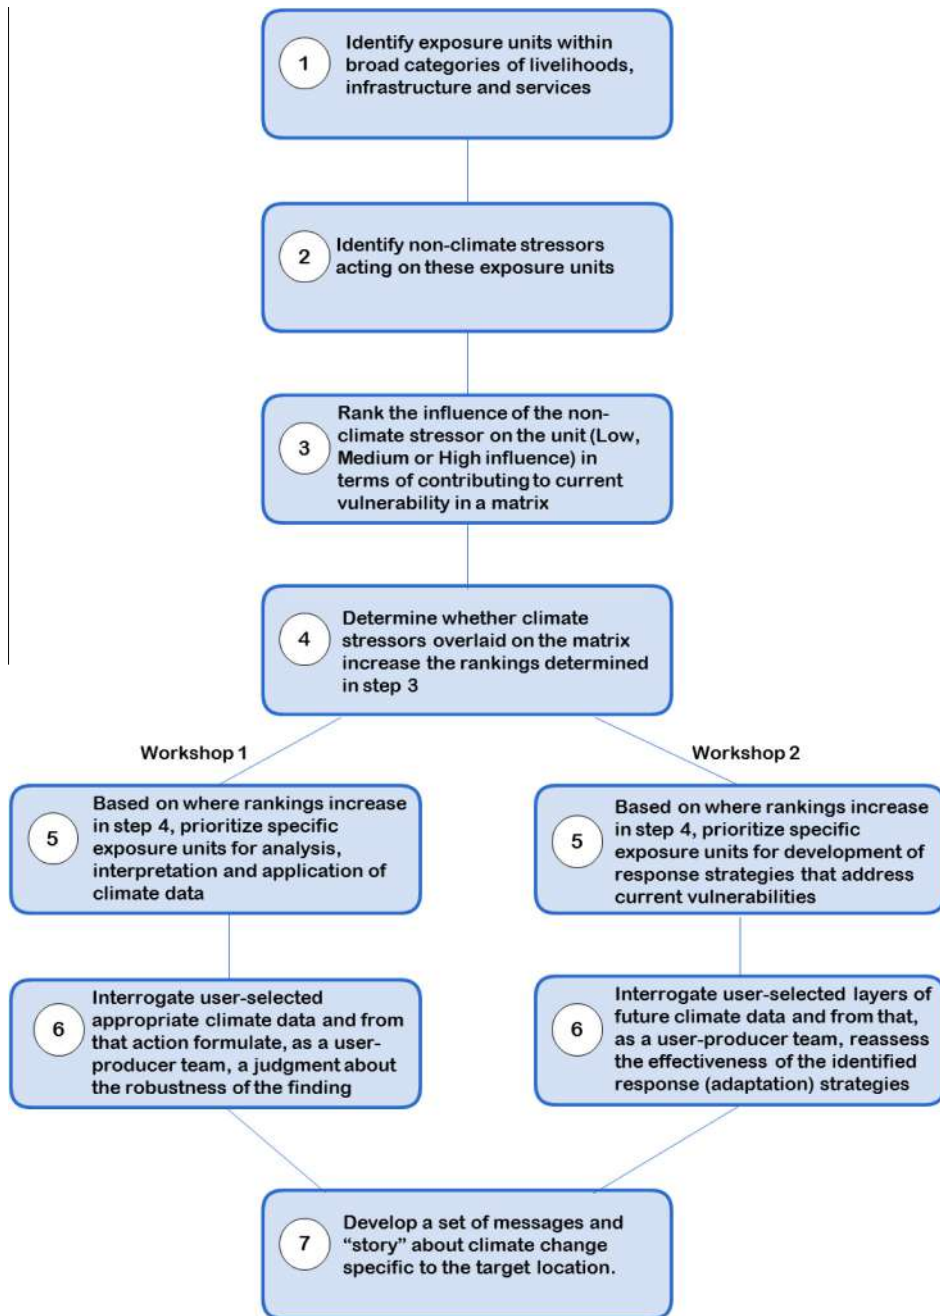 1
Identify exposure units within
broad categories of livelihoods,
infrastructure and services
2
Identify non-climate stressors
acting on these exposure units
3
Rank the influence of the non-
climate stressor on the unit (Low,
Medium or High influence) in
terms of contributing to current
vulnerability in a matrix
4
Determine whether climate
stressors overlaid on the matrix
increase the rankings determined
in step 3
Workshop 1
5
Based on where rankings increase
in step 4, prioritize specific
exposure units for analysis,
interpretation and application of
climate data
6
Interrogate user-selected
appropriate climate data and from
that action formulate, as a user-
producer team, a judgment about
the robustness of the finding
Workshop 2
5
Based on where rankings increase
in step 4, prioritize specific
exposure units for development of
response strategies that address
current vulnerabilities
6
Interrogate user-selected layers of
future climate data and from that,
as a user-producer team, reassess
the effectiveness of the identified
response (adaptation) strategies
7
Develop a set of messages and
“story” about climate change
specific to the target location.